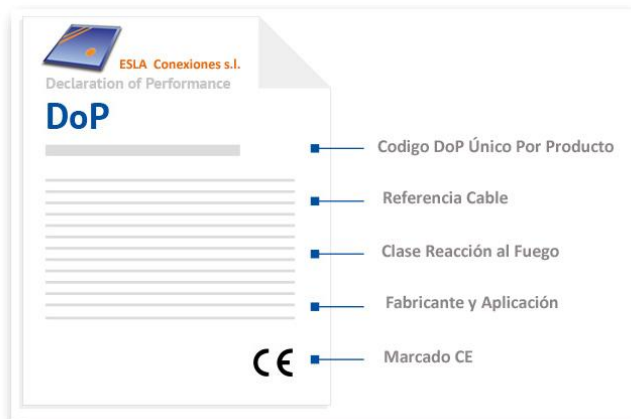 ESLA Conexiones s.l.
Declaration of Performance
DoP
Codigo DoP Único Por Producto
Referencia Cable
Clase Reacción al Fuego
Fabricante y Aplicación
CE
Marcado CE